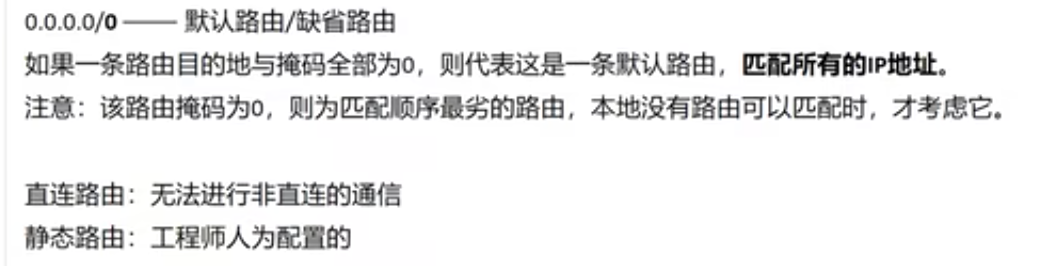 0.0.0.0/0 —— 默认路由/缺省路由
如果一条路由目的地与掩码全部为0，则代表这是一条默认路由，匹配所有的IP地址。
注意：该路由掩码为0，则为匹配顺序最劣的路由，本地没有路由可以匹配时，才考虑它。
直连路由：无法进行非直连的通信
静态路由：工程师人为配置的